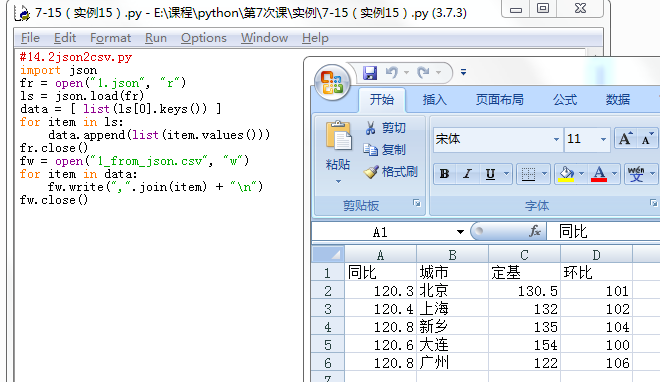 7-15（实例15）.py - E:\课程\python\第7次课\实例\7-15（实例15）.py (3.7.3)
File Edit Format Run Options Window Help
#14.2json2csv.py
import json
fr = open("1.json", "r")
ls = json.load(fr)
data = [ list(ls[0].keys()) ]
for item in ls:
    data.append(list(item.values()))
fr.close()
fw = open("1_from_json.csv", "w")
for item in data:
    fw.write(",".join(item) + "\n")
fw.close()
开始 插入 页面布局 公式 数据
粘贴
剪切
复制
格式刷
剪贴板
宋体 11 A A
B I U A wén 文
字体
A1 fx 同比
A B C D
1 同比 城市 定基 环比
2 120.3 北京 130.5 101
3 120.4 上海 132 102
4 120.8 新乡 135 104
5 120.6 大连 154 100
6 120.8 广州 122 106